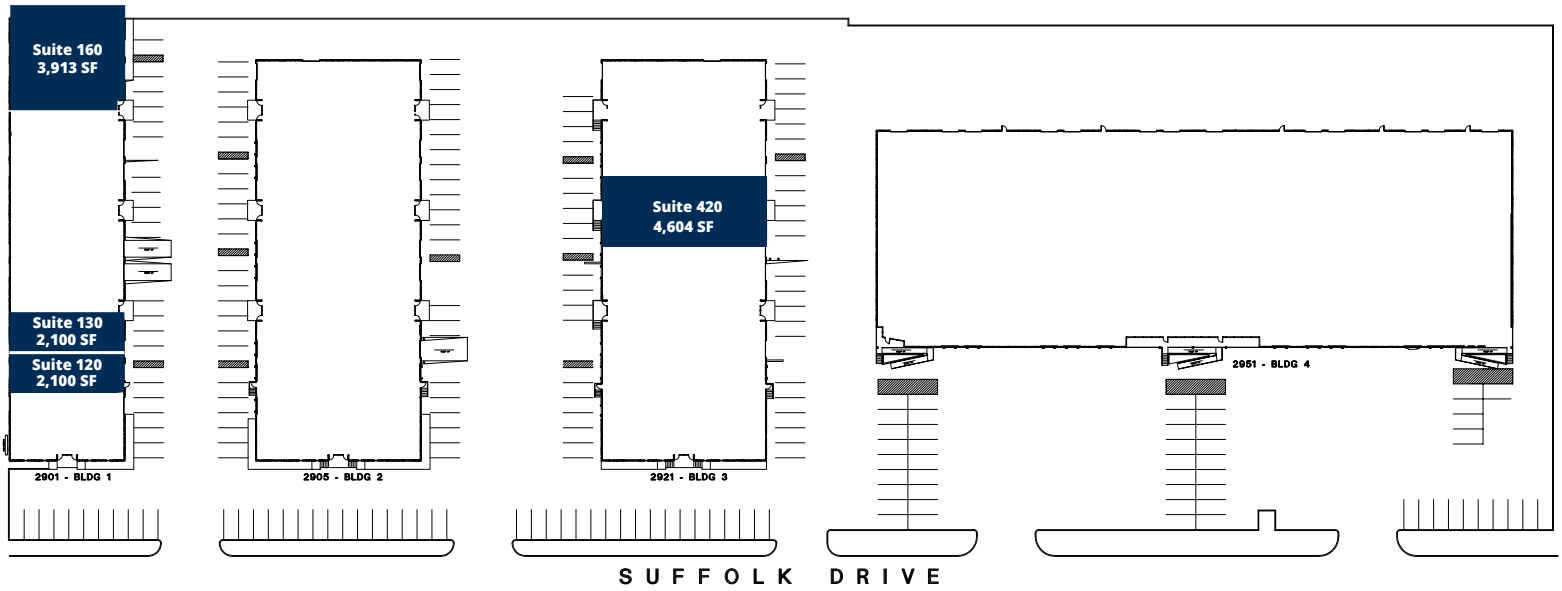 Suite 160
3,913 SF
Suite 420
4,604 SF
Suite 130
2,100 SF
Suite 120
2,100 SF
2951 - BLDG 4
2901 - BLDG 1
2905 - BLDG 2
2921 - BLDG 3
SUFFOLK DRIVE